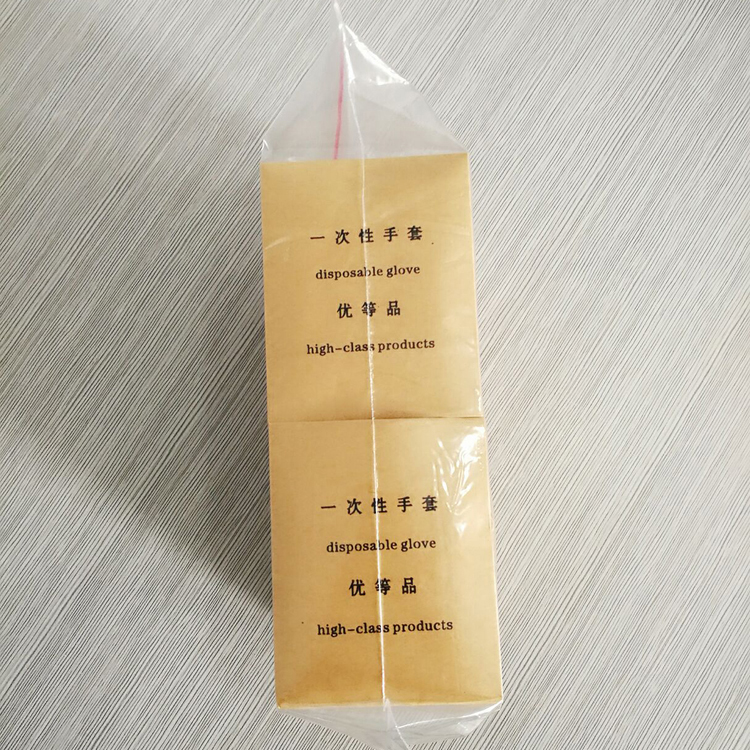 一次性手套
disposable glove
优等品
high-class products
一次性手套
disposable glove
优等品
high-class products